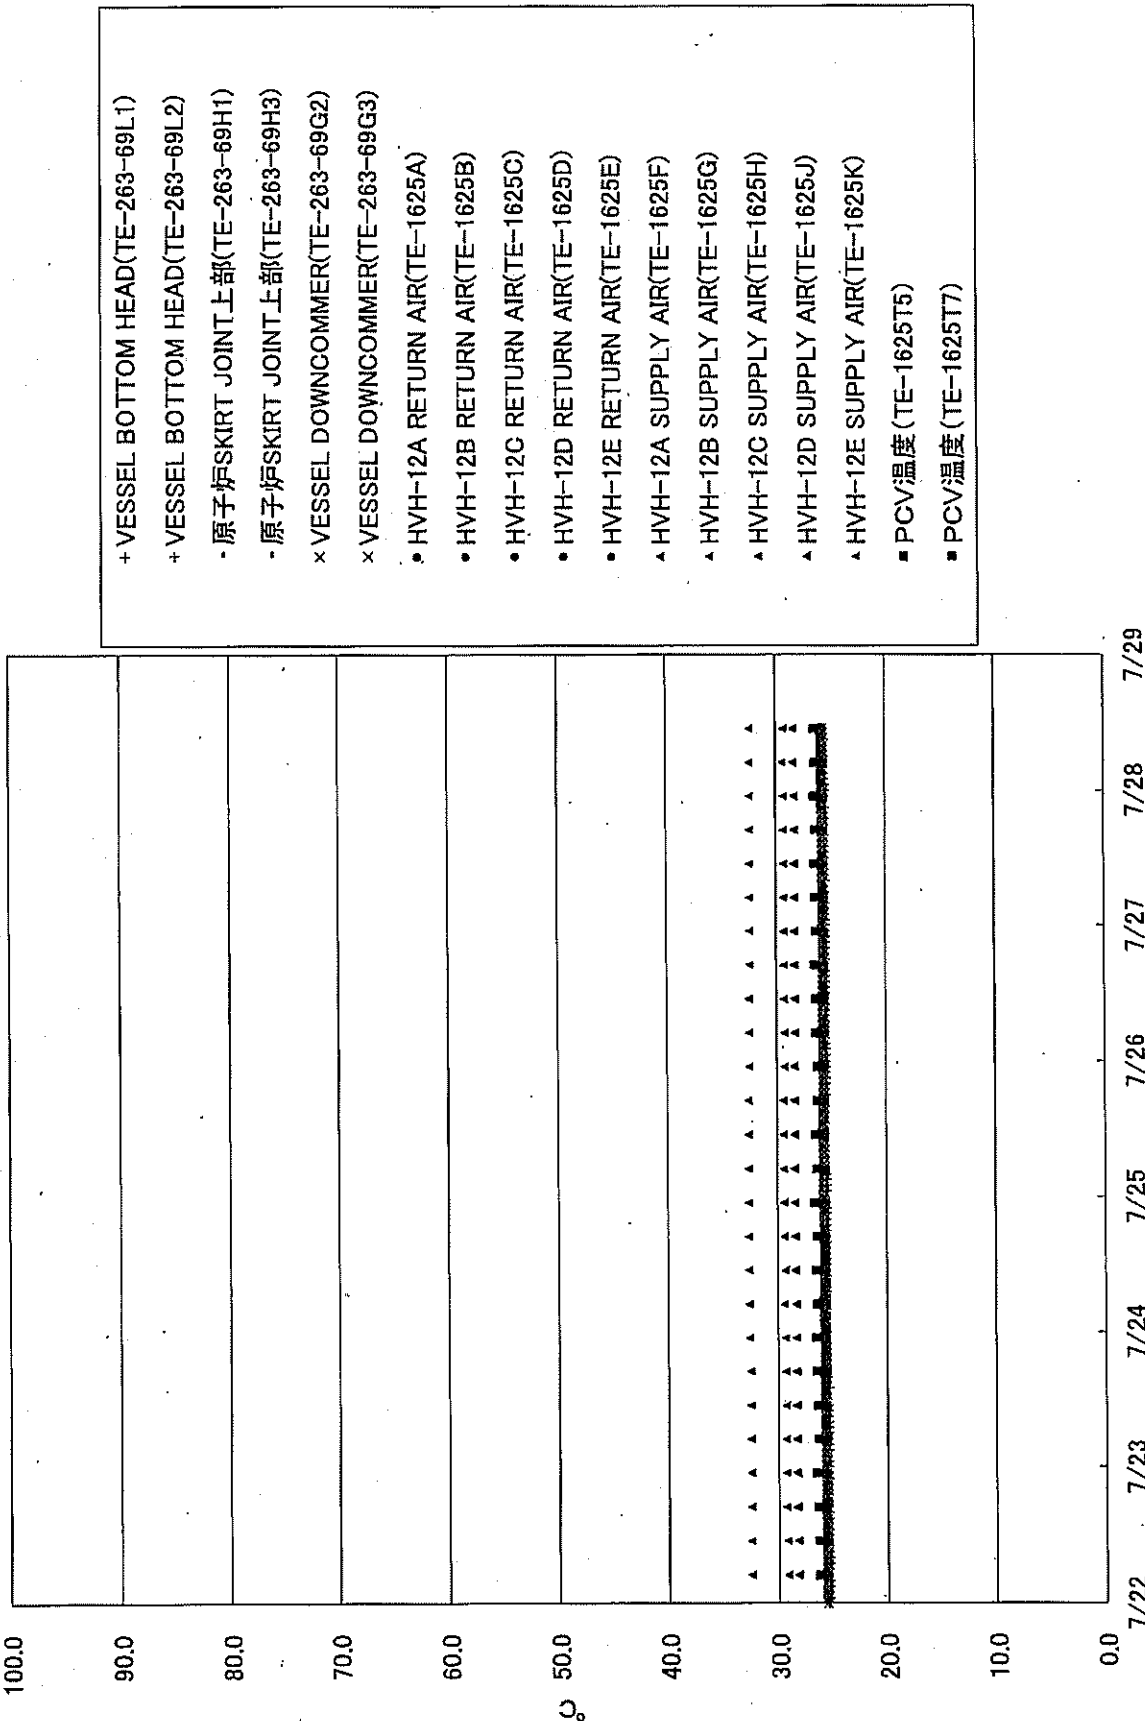 100.0
90.0
80.0
70.0
60.0
50.0
40.0
30.0
20.0
10.0
0.0
℃
7/22
7/23
7/24
7/25
7/26
7/27
7/28
7/29
+VESSEL BOTTOM HEAD(TE-263-69L1)
+VESSEL BOTTOM HEAD(TE-263-69L2)
-原子炉SKIRT JOINT上部(TE-263-69H1)
-原子炉SKIRT JOINT上部(TE-263-69H3)
×VESSEL DOWNCOMMER(TE-263-69G2)
×VESSEL DOWNCOMMER(TE-263-69G3)
●HVH-12A RETURN AIR(TE-1625A)
●HVH-12B RETURN AIR(TE-1625B)
●HVH-12C RETURN AIR(TE-1625C)
●HVH-12D RETURN AIR(TE-1625D)
●HVH-12E RETURN AIR(TE-1625E)
▲HVH-12A SUPPLY AIR(TE-1625F)
▲HVH-12B SUPPLY AIR(TE-1625G)
▲HVH-12C SUPPLY AIR(TE-1625H)
▲HVH-12D SUPPLY AIR(TE-1625J)
▲HVH-12E SUPPLY AIR(TE-1625K)
■PCV温度(TE-1625T5)
■PCV温度(TE-1625T7)